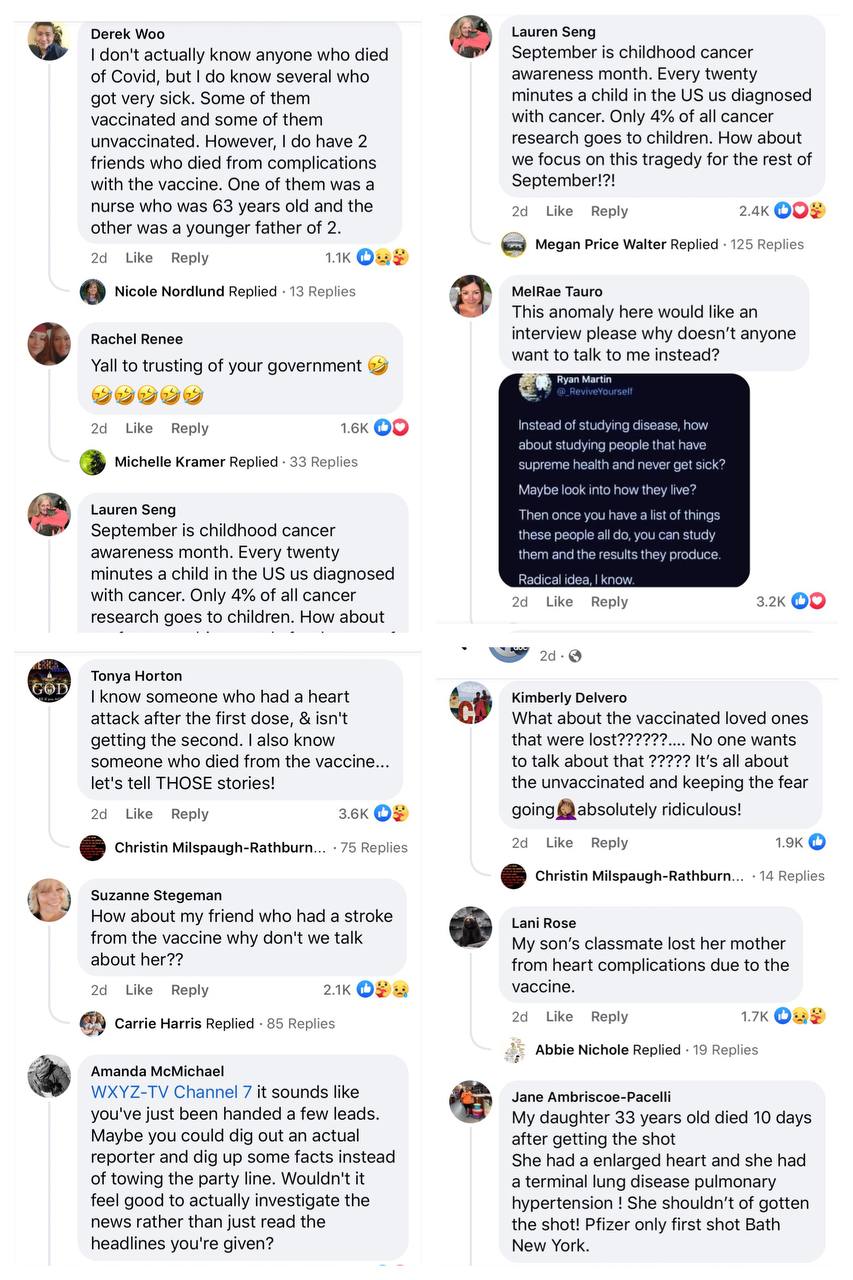 Derek Woo
I don't actually know anyone who died
of Covid, but I do know several who
got very sick. Some of them
vaccinated and some of them
unvaccinated. However, I do have 2
friends who died from complications
with the vaccine. One of them was a
nurse who was 63 years old and the
other was a younger father of 2.
2d Like Reply 1.1K
Nicole Nordlund Replied · 13 Replies
Rachel Renee
Yall to trusting of your government 🤣
🤣🤣🤣🤣🤣
2d Like Reply 1.6K
Michelle Kramer Replied · 33 Replies
Lauren Seng
September is childhood cancer
awareness month. Every twenty
minutes a child in the US us diagnosed
with cancer. Only 4% of all cancer
research goes to children. How about
Lauren Seng
September is childhood cancer
awareness month. Every twenty
minutes a child in the US us diagnosed
with cancer. Only 4% of all cancer
research goes to children. How about
we focus on this tragedy for the rest of
September!?!
2d Like Reply 2.4K
Megan Price Walter Replied · 125 Replies
MelRae Tauro
This anomaly here would like an
interview please why doesn’t anyone
want to talk to me instead?
Ryan Martin
@_ReviveYourself
Instead of studying disease, how
about studying people that have
supreme health and never get sick?
Maybe look into how they live?
Then once you have a list of things
these people all do, you can study
them and the results they produce.
Radical idea, I know.
2d Like Reply 3.2K
GOD
Tonya Horton
I know someone who had a heart
attack after the first dose, & isn't
getting the second. I also know
someone who died from the vaccine...
let's tell THOSE stories!
2d Like Reply 3.6K
Christin Milspaugh-Rathburn... · 75 Replies
Suzanne Stegeman
How about my friend who had a stroke
from the vaccine why don't we talk
about her??
2d Like Reply 2.1K
Carrie Harris Replied · 85 Replies
Amanda McMichael
WXYZ-TV Channel 7 it sounds like
you've just been handed a few leads.
Maybe you could dig out an actual
reporter and dig up some facts instead
of towing the party line. Wouldn't it
feel good to actually investigate the
news rather than just read the
headlines you're given?
2d ·
Kimberly Delvero
What about the vaccinated loved ones
that were lost??????.... No one wants
to talk about that ????? It’s all about
the unvaccinated and keeping the fear
going🤦🏽‍♀️absolutely ridiculous!
2d Like Reply 1.9K
Christin Milspaugh-Rathburn... · 14 Replies
Lani Rose
My son’s classmate lost her mother
from heart complications due to the
vaccine.
2d Like Reply 1.7K
Abbie Nichole Replied · 19 Replies
Jane Ambriscoe-Pacelli
My daughter 33 years old died 10 days
after getting the shot
She had a enlarged heart and she had
a terminal lung disease pulmonary
hypertension ! She shouldn’t of gotten
the shot! Pfizer only first shot Bath
New York.